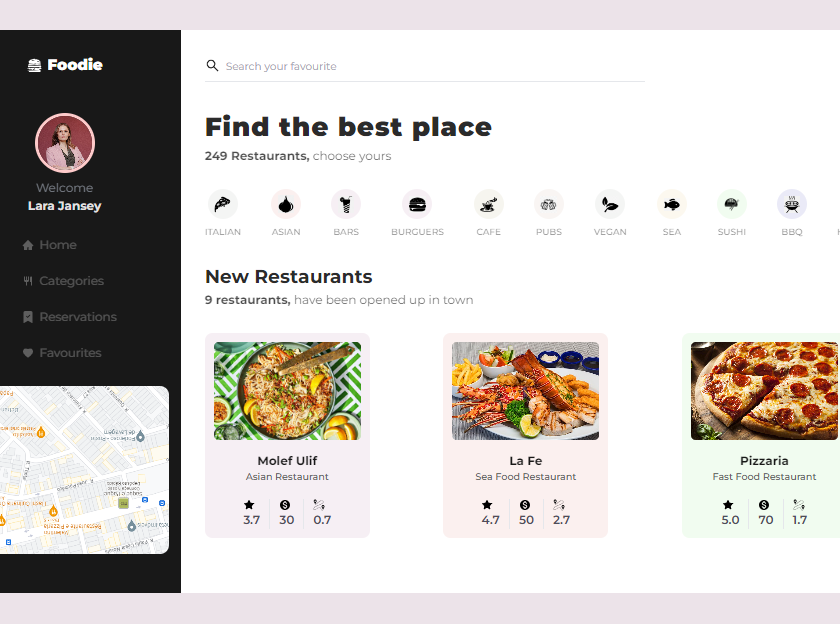 Foodie
Search your favourite
Welcome
Lara Jansey
Home
Categories
Reservations
Favourites
Find the best place
249 Restaurants, choose yours
ITALIAN
ASIAN
BARS
BURGUERS
CAFE
PUBS
VEGAN
SEA
SUSHI
BBQ
New Restaurants
9 restaurants, have been opened up in town
Molef Ulif
Asian Restaurant
3.7 30 0.7
La Fe
Sea Food Restaurant
4.7 50 2.7
Pizzaria
Fast Food Restaurant
5.0 70 1.7